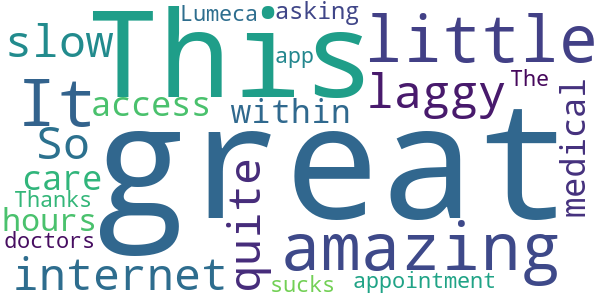 This
great
little
It
amazing
slow
Lumeca
asking
app
laggy
The
access
within
So
medical
care
quite
Thanks
hours
doctors
internet
sucks
appointment